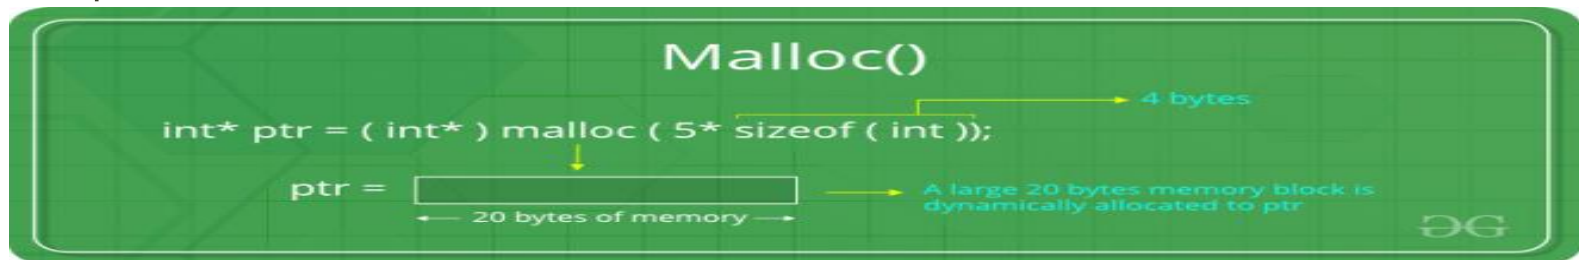 Malloc()
4 bytes
int* ptr = ( int* ) malloc ( 5* sizeof ( int ));
ptr =
A large 20 bytes memory block is
dynamically allocated to ptr
20 bytes of memory